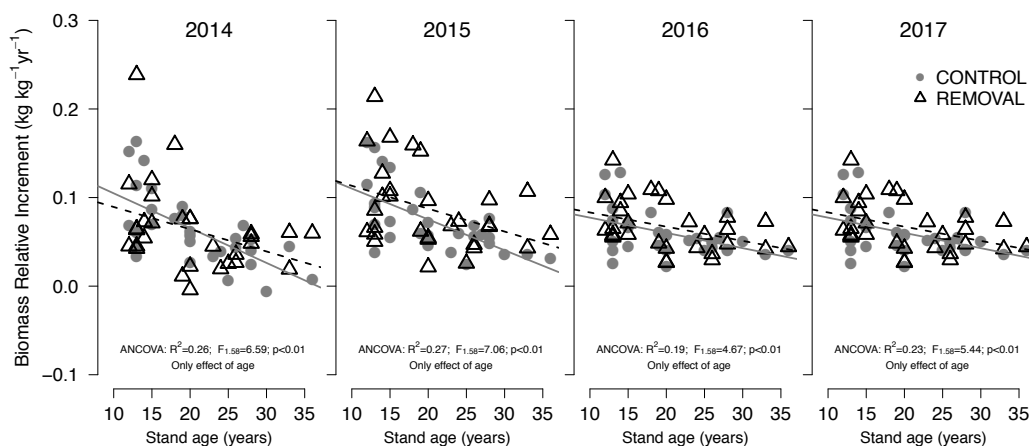 2014 2015 2016 2017
CONTROL
REMOVAL
Biomass Relative Increment (kg kg⁻¹yr⁻¹)
0.3
0.2
0.1
0.0
−0.1
ANCOVA: R²=0.26; F₁.₅₈=6.59; p<0.01
Only effect of age
ANCOVA: R²=0.27; F₁.₅₈=7.06; p<0.01
Only effect of age
ANCOVA: R²=0.19; F₁.₅₈=4.67; p<0.01
Only effect of age
ANCOVA: R²=0.23; F₁.₅₈=5.44; p<0.01
Only effect of age
10 15 20 25 30 35
Stand age (years)
10 15 20 25 30 35
Stand age (years)
10 15 20 25 30 35
Stand age (years)
10 15 20 25 30 35
Stand age (years)